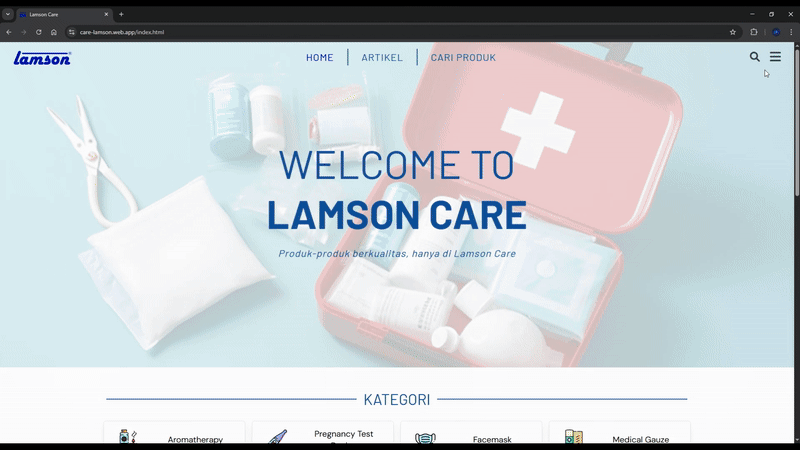 Lamson Care
care-lamson.web.app/index.html
lamson®
HOME
ARTIKEL
CARI PRODUK
WELCOME TO
LAMSON CARE
Produk-produk berkualitas, hanya di Lamson Care
KATEGORI
Aromatherapy
Pregnancy Test
Facemask
Medical Gauze